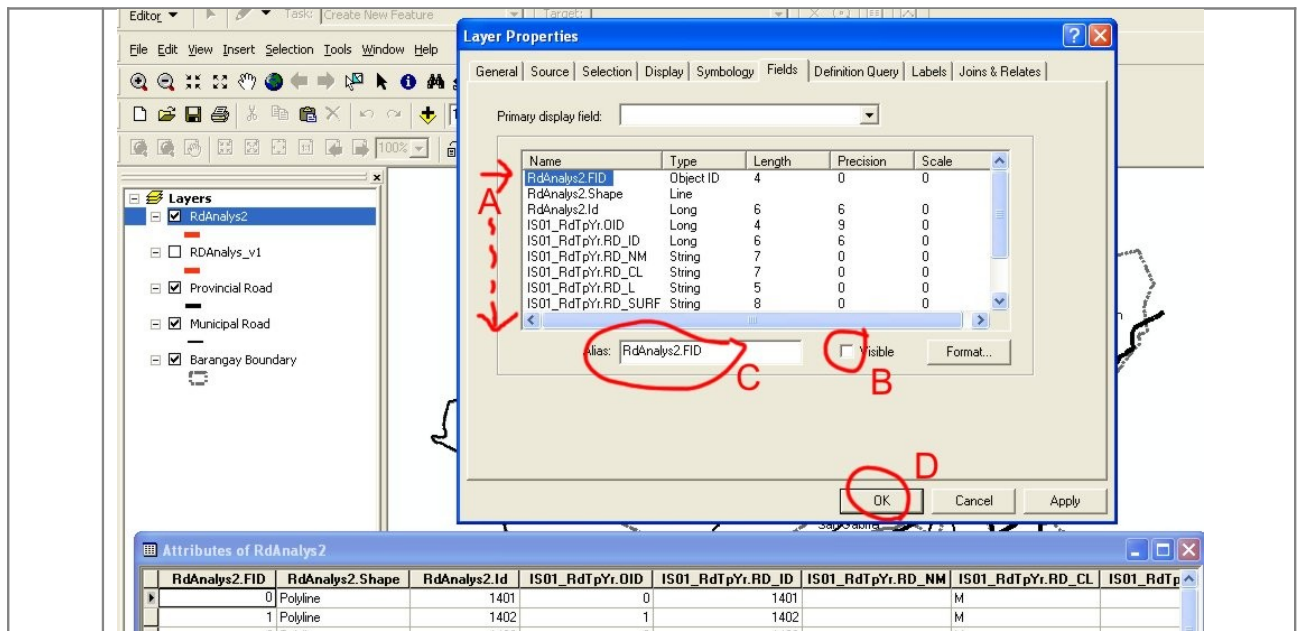 Editor Task: Create New Feature Target:
File Edit View Insert Selection Tools Window Help
100%
Layers
RdAnalys2
RDAnalys_v1
Provincial Road
Municipal Road
Barangay Boundary
Layer Properties
General Source Selection Display Symbology Fields Definition Query Labels Joins & Relates
Primary display field:
Name Type Length Precision Scale
RdAnalys2.FID Object ID 4 0 0
RdAnalys2.Shape Line
RdAnalys2.Id Long 6 6 0
IS01_RdTpYr.OID Long 4 9 0
IS01_RdTpYr.RD_ID Long 6 6 0
IS01_RdTpYr.RD_NM String 7 0 0
IS01_RdTpYr.RD_CL String 7 0 0
IS01_RdTpYr.RD_L String 5 0 0
IS01_RdTpYr.RD_SURF String 8 0 0
A
Alias: RdAnalys2.FID Visible Format...
C
B
D
OK Cancel Apply
Attributes of RdAnalys2
RdAnalys2.FID RdAnalys2.Shape RdAnalys2.Id IS01_RdTpYr.OID IS01_RdTpYr.RD_ID IS01_RdTpYr.RD_NM IS01_RdTpYr.RD_CL IS01_RdTp
0 Polyline 1401 0 1401 M
1 Polyline 1402 1 1402 M